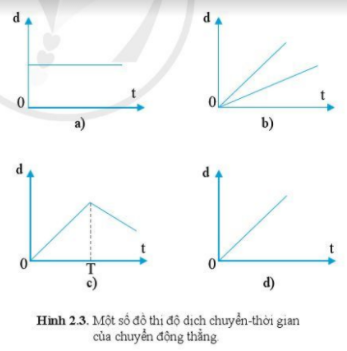 d
d
0
t
0
t
a)
b)
d
d
0
T
t
0
t
c)
d)
Hình 2.3. Một số đồ thị độ dịch chuyển-thời gian
của chuyển động thẳng.